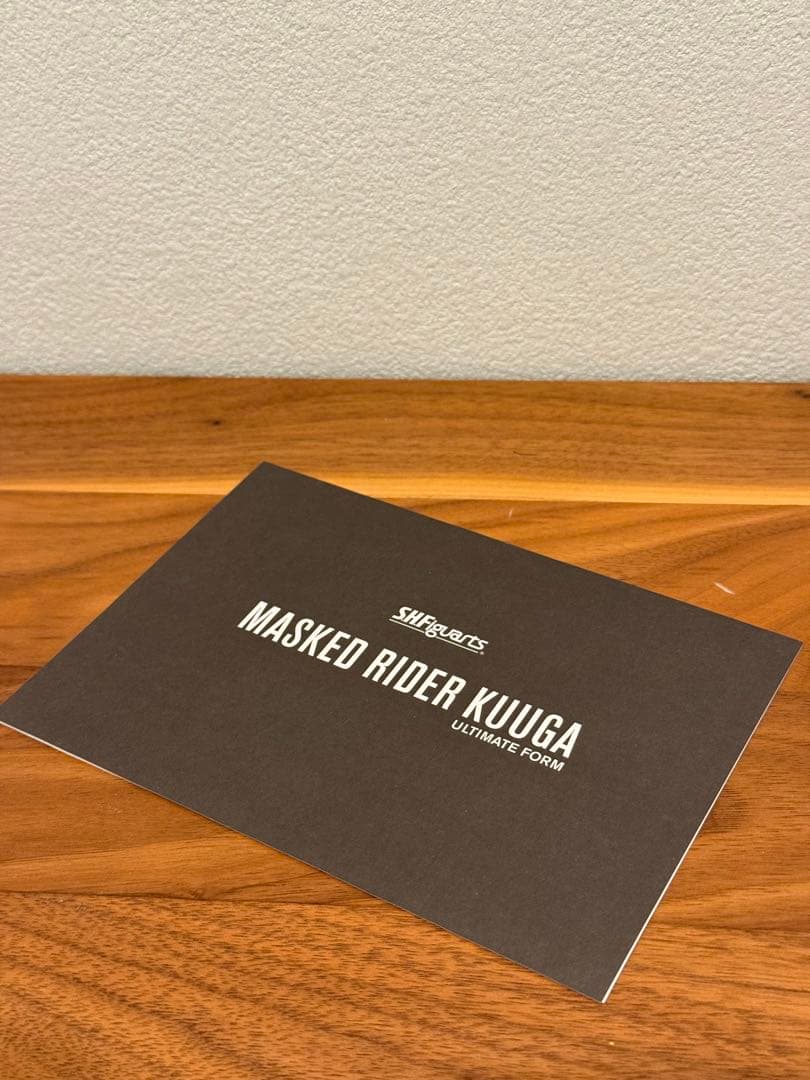 S.H.Figuarts
MASKED RIDER KUUGA
ULTIMATE FORM